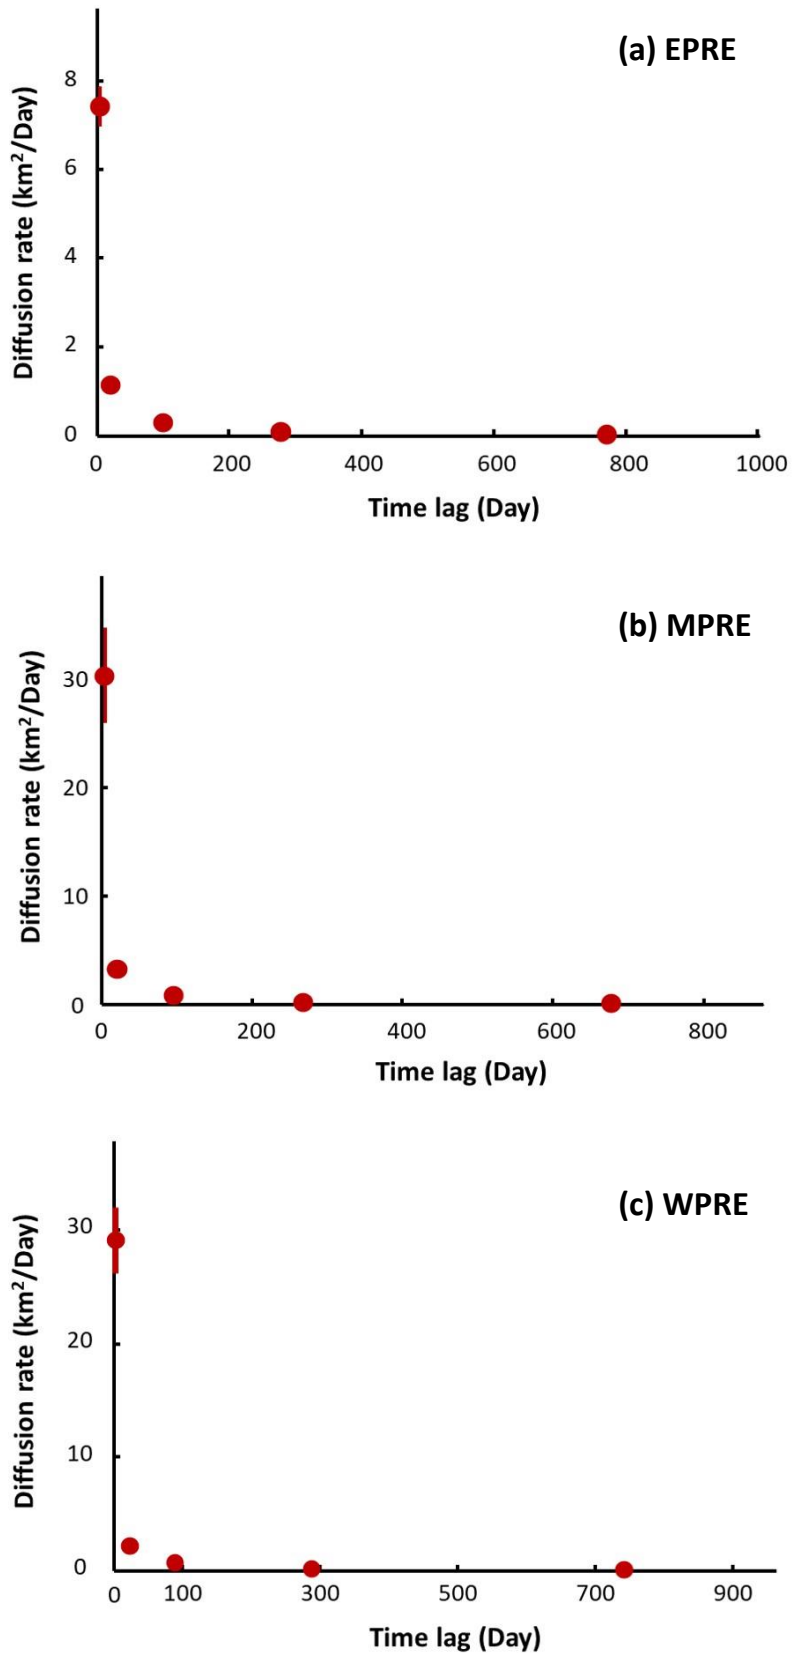 (a) EPRE
Diffusion rate (km²/Day)
8
6
4
2
0
0 200 400 600 800 1000
Time lag (Day)
(b) MPRE
Diffusion rate (km²/Day)
30
20
10
0
0 200 400 600 800
Time lag (Day)
(c) WPRE
Diffusion rate (km²/Day)
30
20
10
0
0 100 300 500 700 900
Time lag (Day)